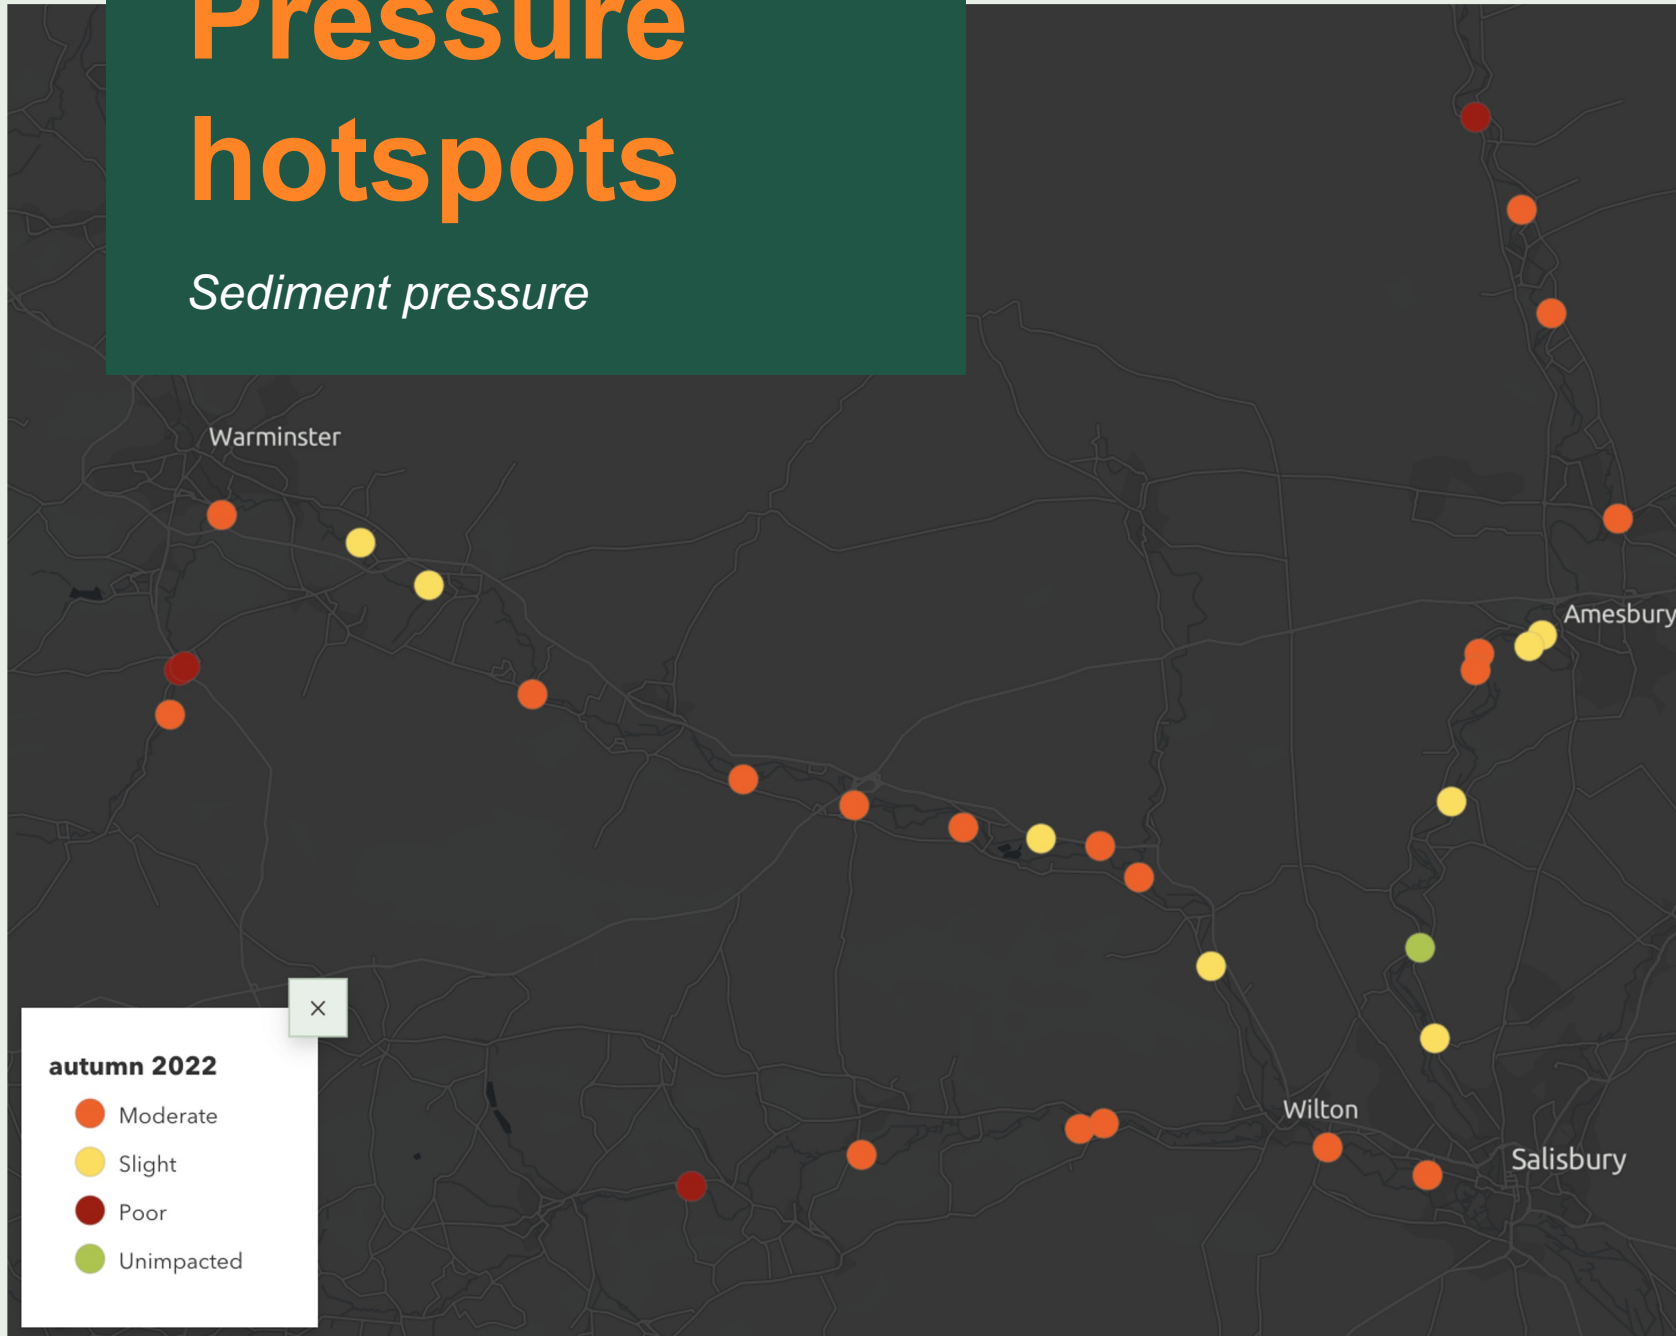 Pressure
hotspots
Sediment pressure
Warminster
Amesbury
Wilton
Salisbury
autumn 2022
Moderate
Slight
Poor
Unimpacted